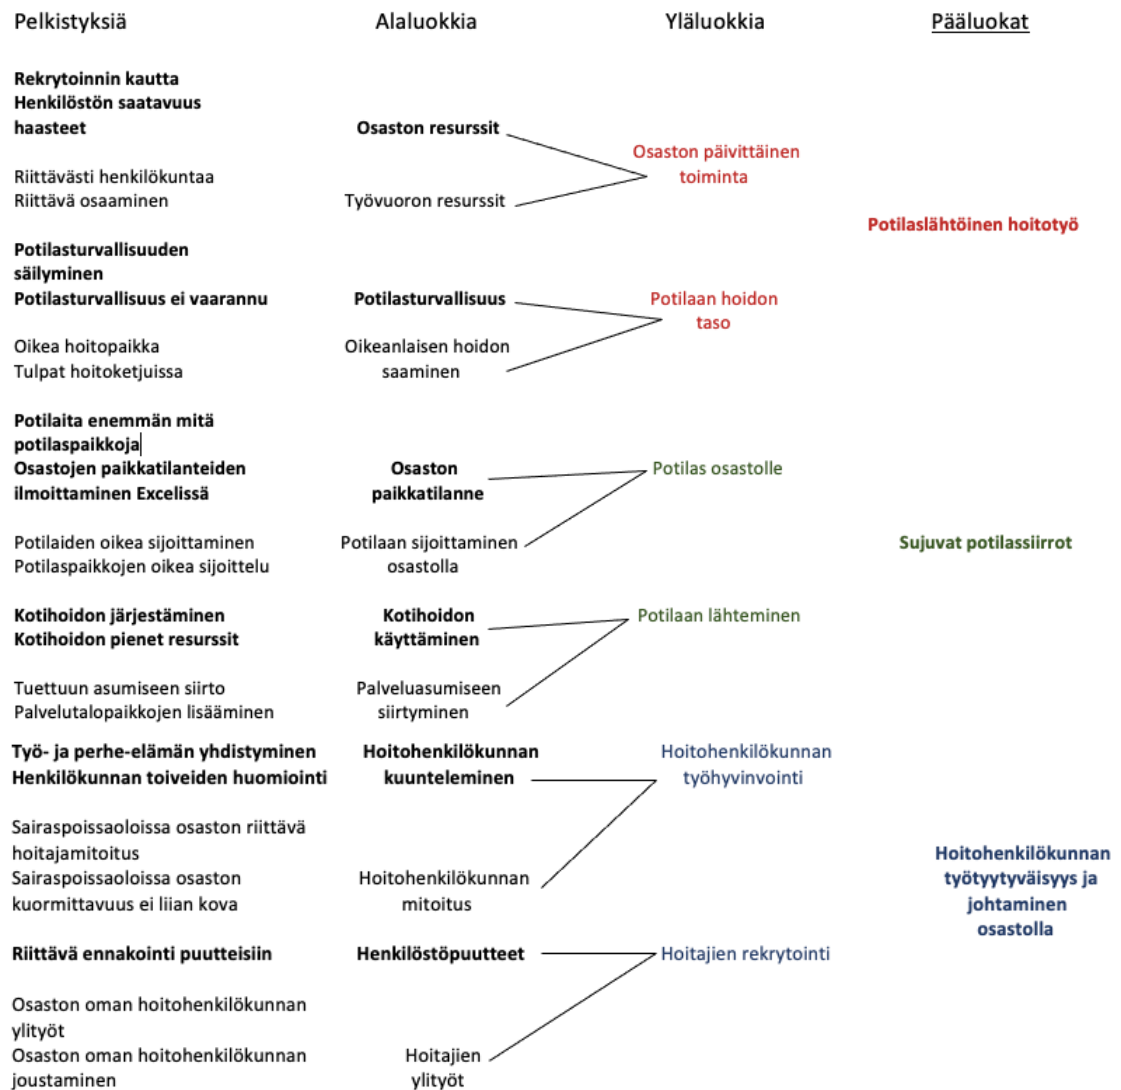 Pelkistyksiä Alaluokkia Yläluokkia Pääluokat
Rekrytoinnin kautta
Henkilöstön saatavuus
haasteet Osaston resurssit
Osaston päivittäinen
toiminta
Riittävästi henkilökuntaa
Riittävä osaaminen Työvuoron resurssit
Potilaslähtöinen hoitotyö
Potilasturvallisuuden
säilyminen
Potilasturvallisuus ei vaarannu Potilasturvallisuus Potilaan hoidon
taso
Oikea hoitopaikka Oikeanlaisen hoidon
Tulpat hoitoketjuissa saaminen
Potilaita enemmän mitä
potilaspaikkoja
Osastojen paikkatilanteiden Osaston Potilas osastolle
ilmoittaminen Excelissä paikkatilanne
Potilaiden oikea sijoittaminen Potilaan sijoittaminen Sujuvat potilassiirrot
Potilaspaikkojen oikea sijoittelu osastolla
Kotihoidon järjestäminen Kotihoidon Potilaan lähteminen
Kotihoidon pienet resurssit käyttäminen
Tuettuun asumiseen siirto Palveluasumiseen
Palvelutalopaikkojen lisääminen siirtyminen
Työ- ja perhe-elämän yhdistyminen Hoitohenkilökunnan Hoitohenkilökunnan
Henkilökunnan toiveiden huomiointi kuunteleminen työhyvinvointi
Sairaspoissaoloissa osaston riittävä
hoitajamitoitus Hoitohenkilökunnan
Sairaspoissaoloissa osaston Hoitohenkilökunnan työtyytyväisyys ja
kuormittavuus ei liian kova mitoitus johtaminen
osastolla
Riittävä ennakointi puutteisiin Henkilöstöpuutteet Hoitajien rekrytointi
Osaston oman hoitohenkilökunnan
ylityöt
Osaston oman hoitohenkilökunnan Hoitajien
joustaminen ylityöt